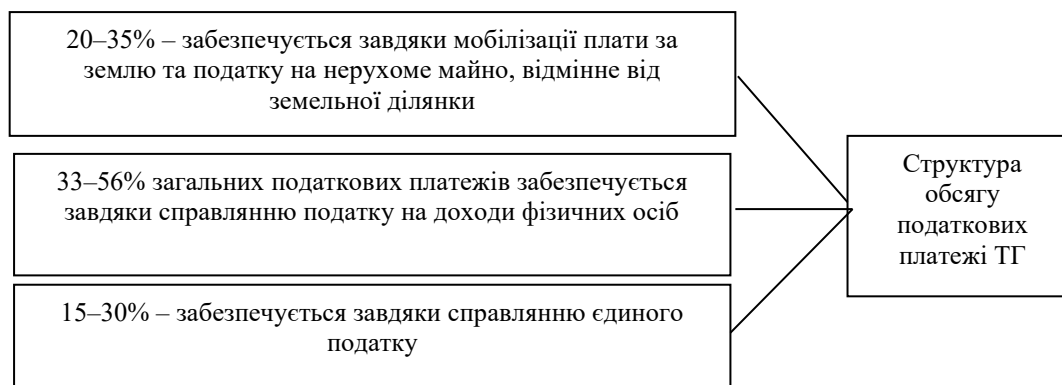 20–35% – забезпечується завдяки мобілізації плати за
землю та податку на нерухоме майно, відмінне від
земельної ділянки
33–56% загальних податкових платежів забезпечується
завдяки справлянню податку на доходи фізичних осіб
15–30% – забезпечується завдяки справлянню єдиного
податку
Структура
обсягу
податкових
платежі ТГ